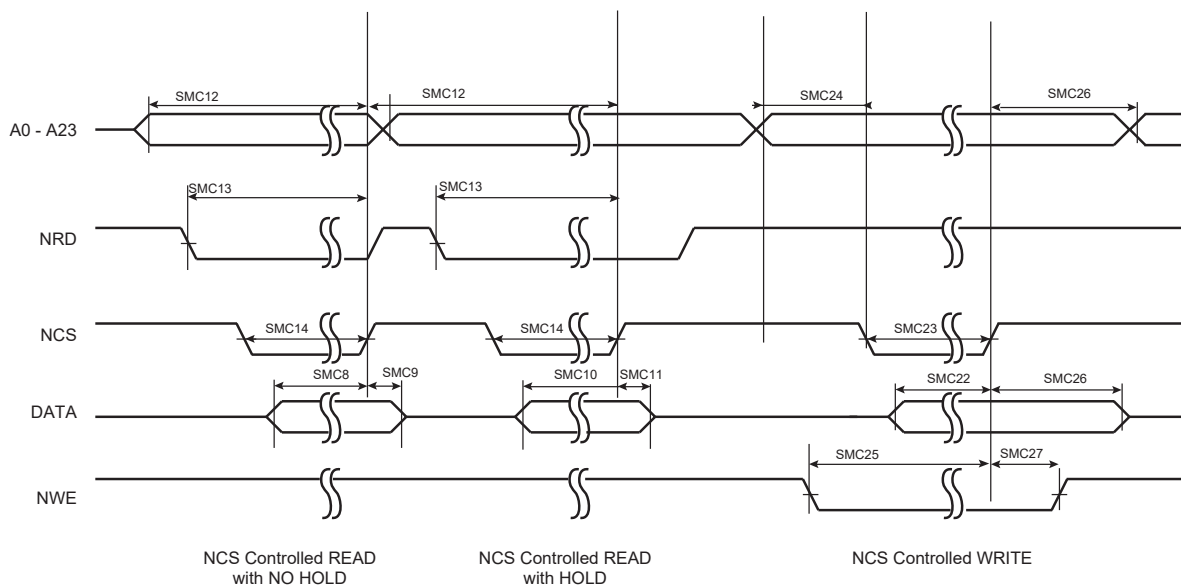 SMC12
SMC12
SMC24
SMC26
A0 - A23
SMC13
SMC13
NRD
NCS
SMC14
SMC14
SMC23
SMC8
SMC9
SMC10
SMC11
SMC22
SMC26
DATA
SMC25
SMC27
NWE
NCS Controlled READ
with NO HOLD
NCS Controlled READ
with HOLD
NCS Controlled WRITE